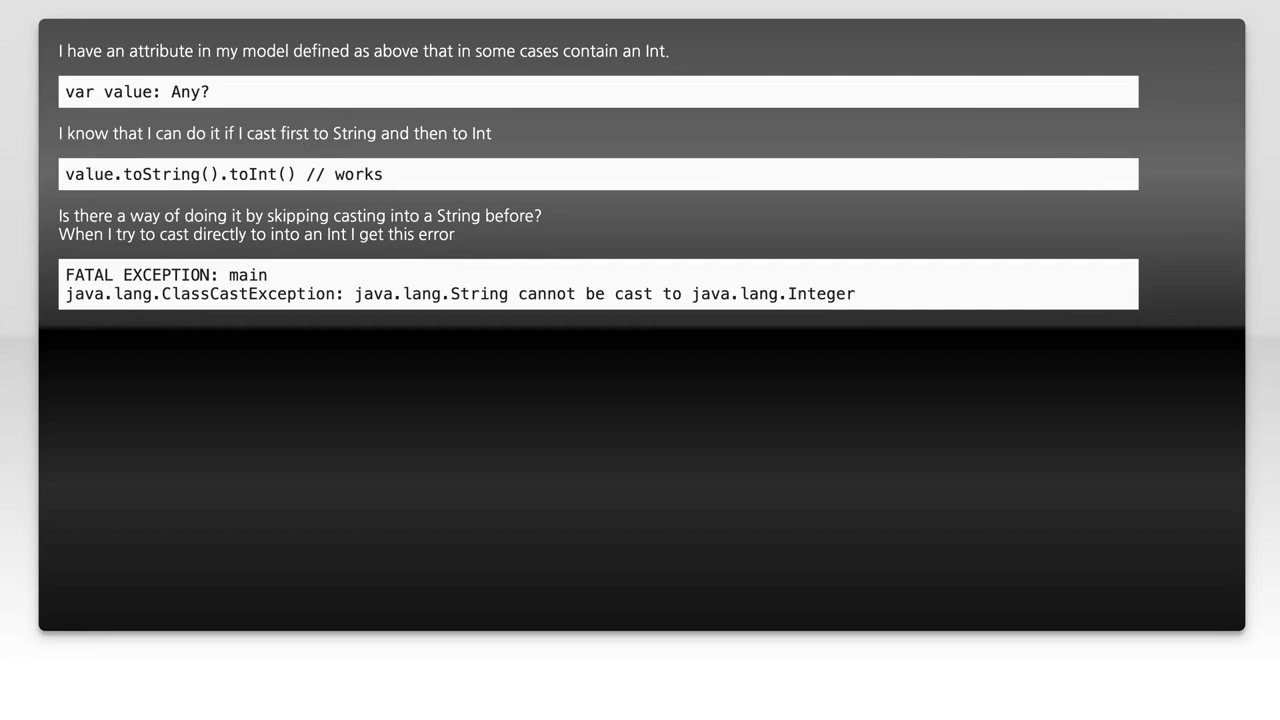 I have an attribute in my model defined as above that in some cases contain an Int.
var value: Any?
I know that I can do it if I cast first to String and then to Int
value.toString().toInt() // works
Is there a way of doing it by skipping casting into a String before?
When I try to cast directly to into an Int I get this error
FATAL EXCEPTION: main
java.lang.ClassCastException: java.lang.String cannot be cast to java.lang.Integer